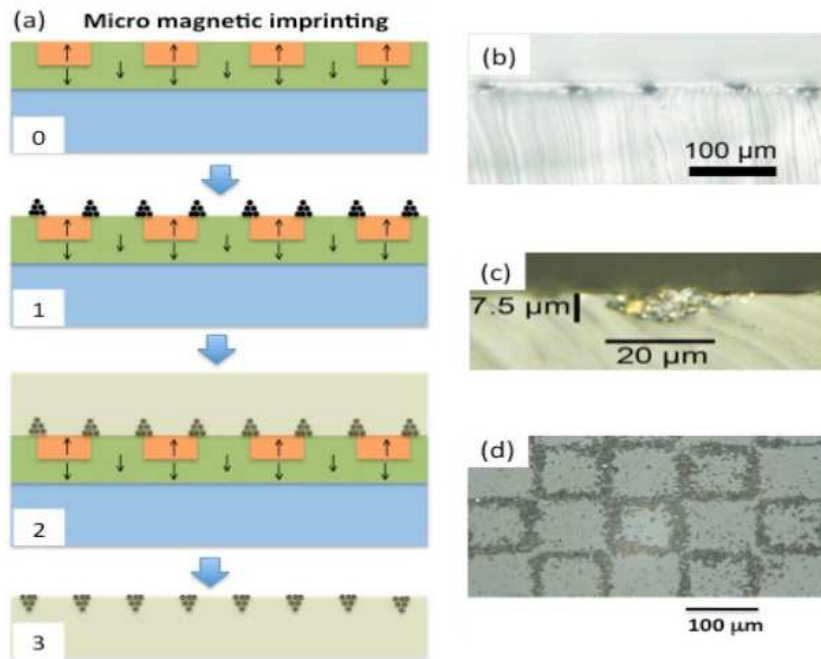 (a) Micro magnetic imprinting
0
1
2
3
(b)
100 µm
(c)
7.5 µm
20 µm
(d)
100 µm